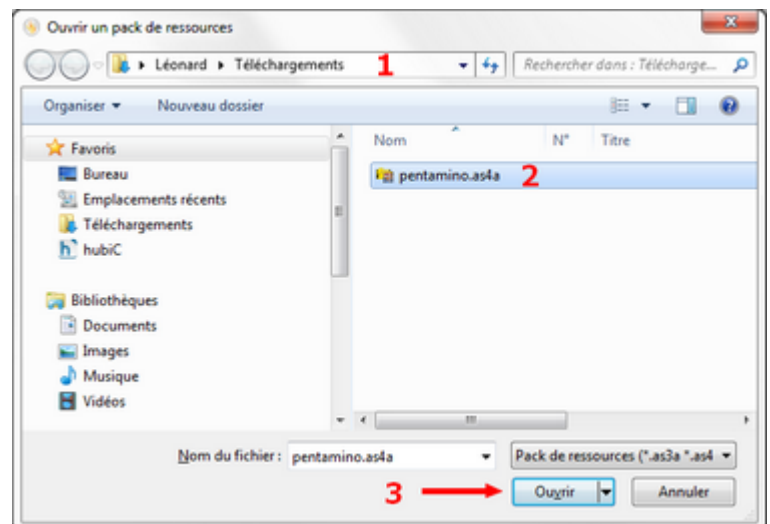 Ouvrir un pack de ressources
Léonard Téléchargements 1 Rechercher dans : Télécharge...
Organiser Nouveau dossier
Favoris
Bureau
Emplacements récents
Téléchargements
hubiC
Bibliothèques
Documents
Images
Musique
Vidéos
Nom N° Titre
pentamino.as4a 2
Nom du fichier : pentamino.as4a Pack de ressources (*.as3a *.as4
3 Ouvrir Annuler